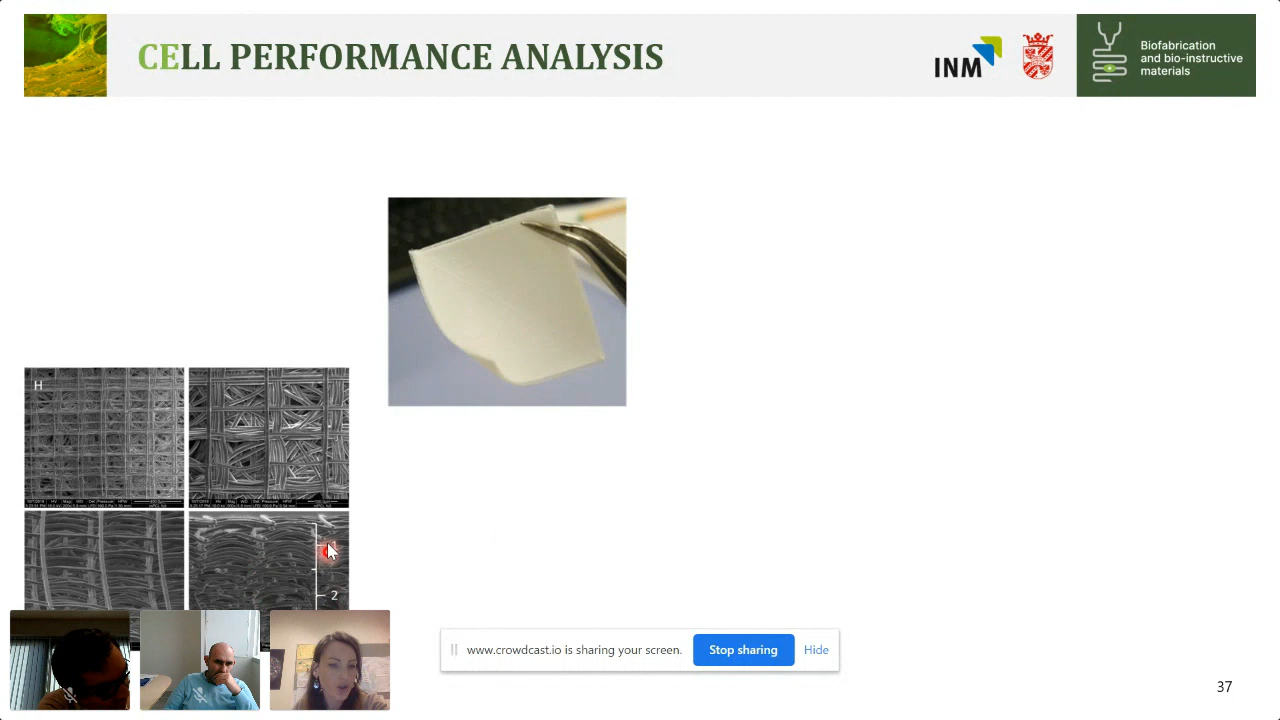 CELL PERFORMANCE ANALYSIS
INM
Biofabrication
and bio-instructive
materials
H
2
www.crowdcast.io is sharing your screen.
Stop sharing
Hide
37